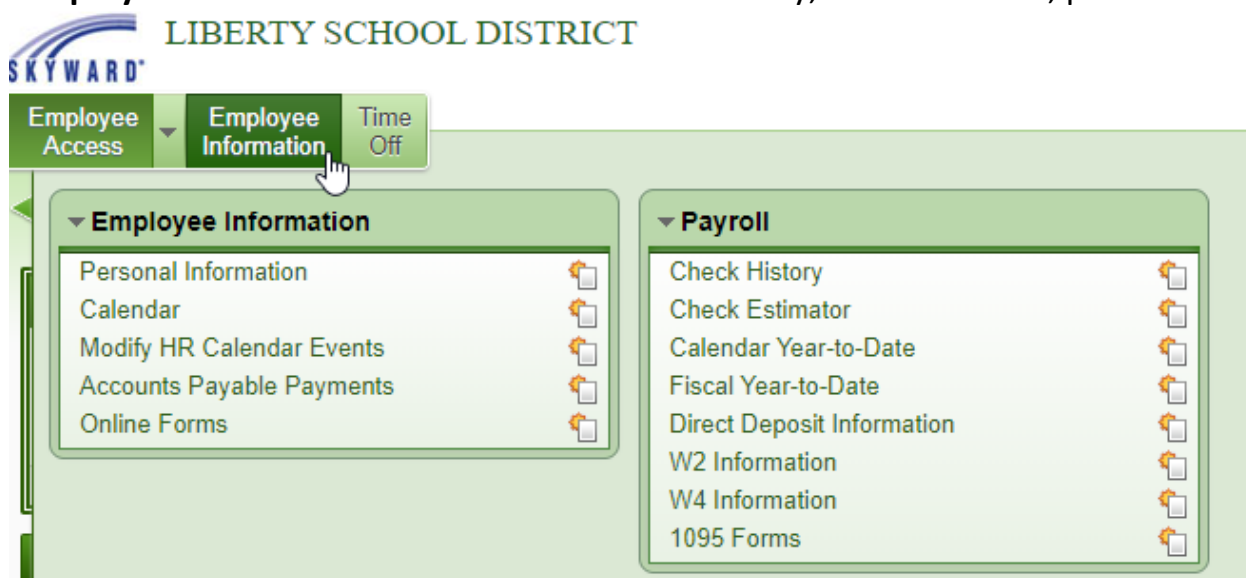 LIBERTY SCHOOL DISTRICT
SKYWARD
Employee Access
Employee Information
Time Off
Employee Information
Personal Information
Calendar
Modify HR Calendar Events
Accounts Payable Payments
Online Forms
Payroll
Check History
Check Estimator
Calendar Year-to-Date
Fiscal Year-to-Date
Direct Deposit Information
W2 Information
W4 Information
1095 Forms